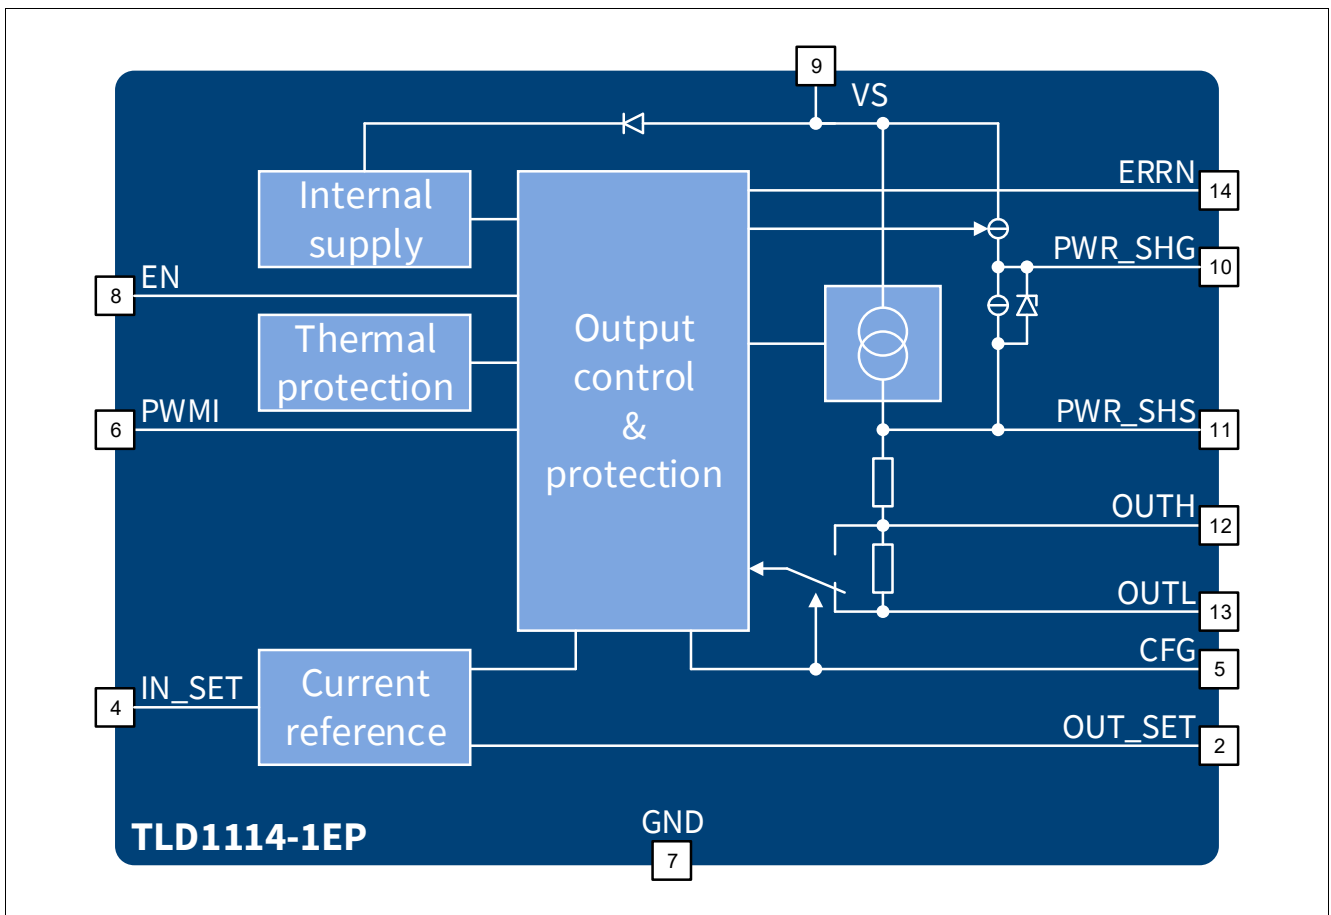 9
VS
Internal
supply
ERRN
14
PWR_SHG
10
EN
8
Thermal
protection
Output
control
&
protection
PWMI
6
PWR_SHS
11
OUTH
12
OUTL
13
CFG
5
IN_SET
4
Current
reference
OUT_SET
2
TLD1114-1EP
GND
7